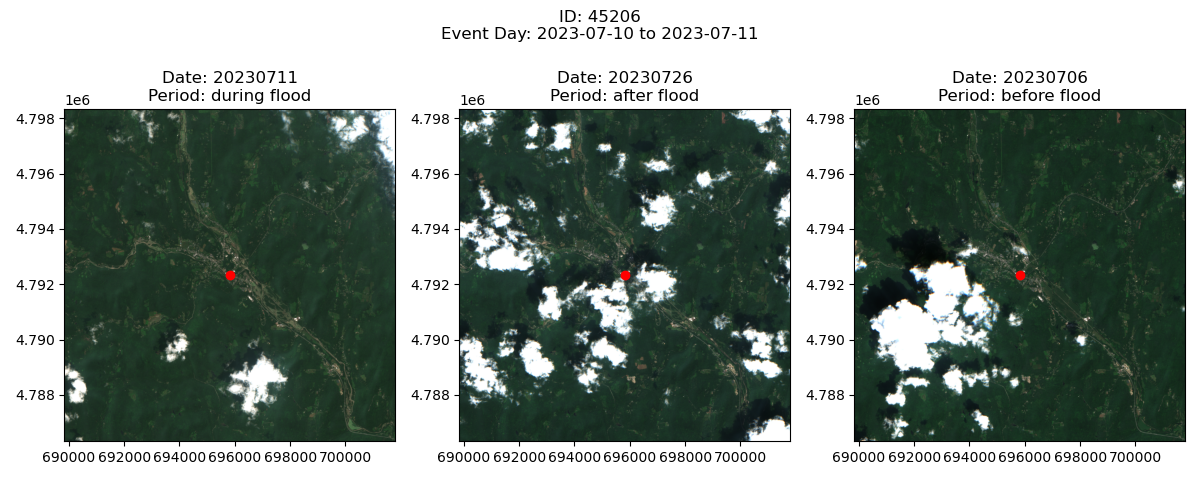 ID: 45206
Event Day: 2023-07-10 to 2023-07-11
Date: 20230711
Period: during flood
1e6
4.798
4.796
4.794
4.792
4.790
4.788
690000 692000 694000 696000 698000 700000
Date: 20230726
Period: after flood
1e6
4.798
4.796
4.794
4.792
4.790
4.788
690000 692000 694000 696000 698000 700000
Date: 20230706
Period: before flood
1e6
4.798
4.796
4.794
4.792
4.790
4.788
690000 692000 694000 696000 698000 700000